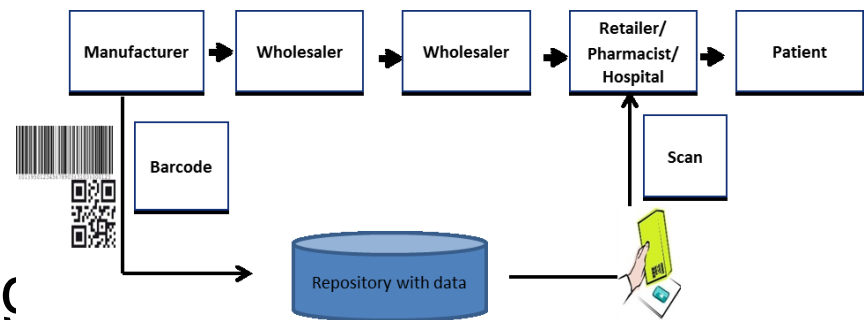 Manufacturer
Wholesaler
Wholesaler
Retailer/
Pharmacist/
Hospital
Patient
Barcode
Scan
Repository with data